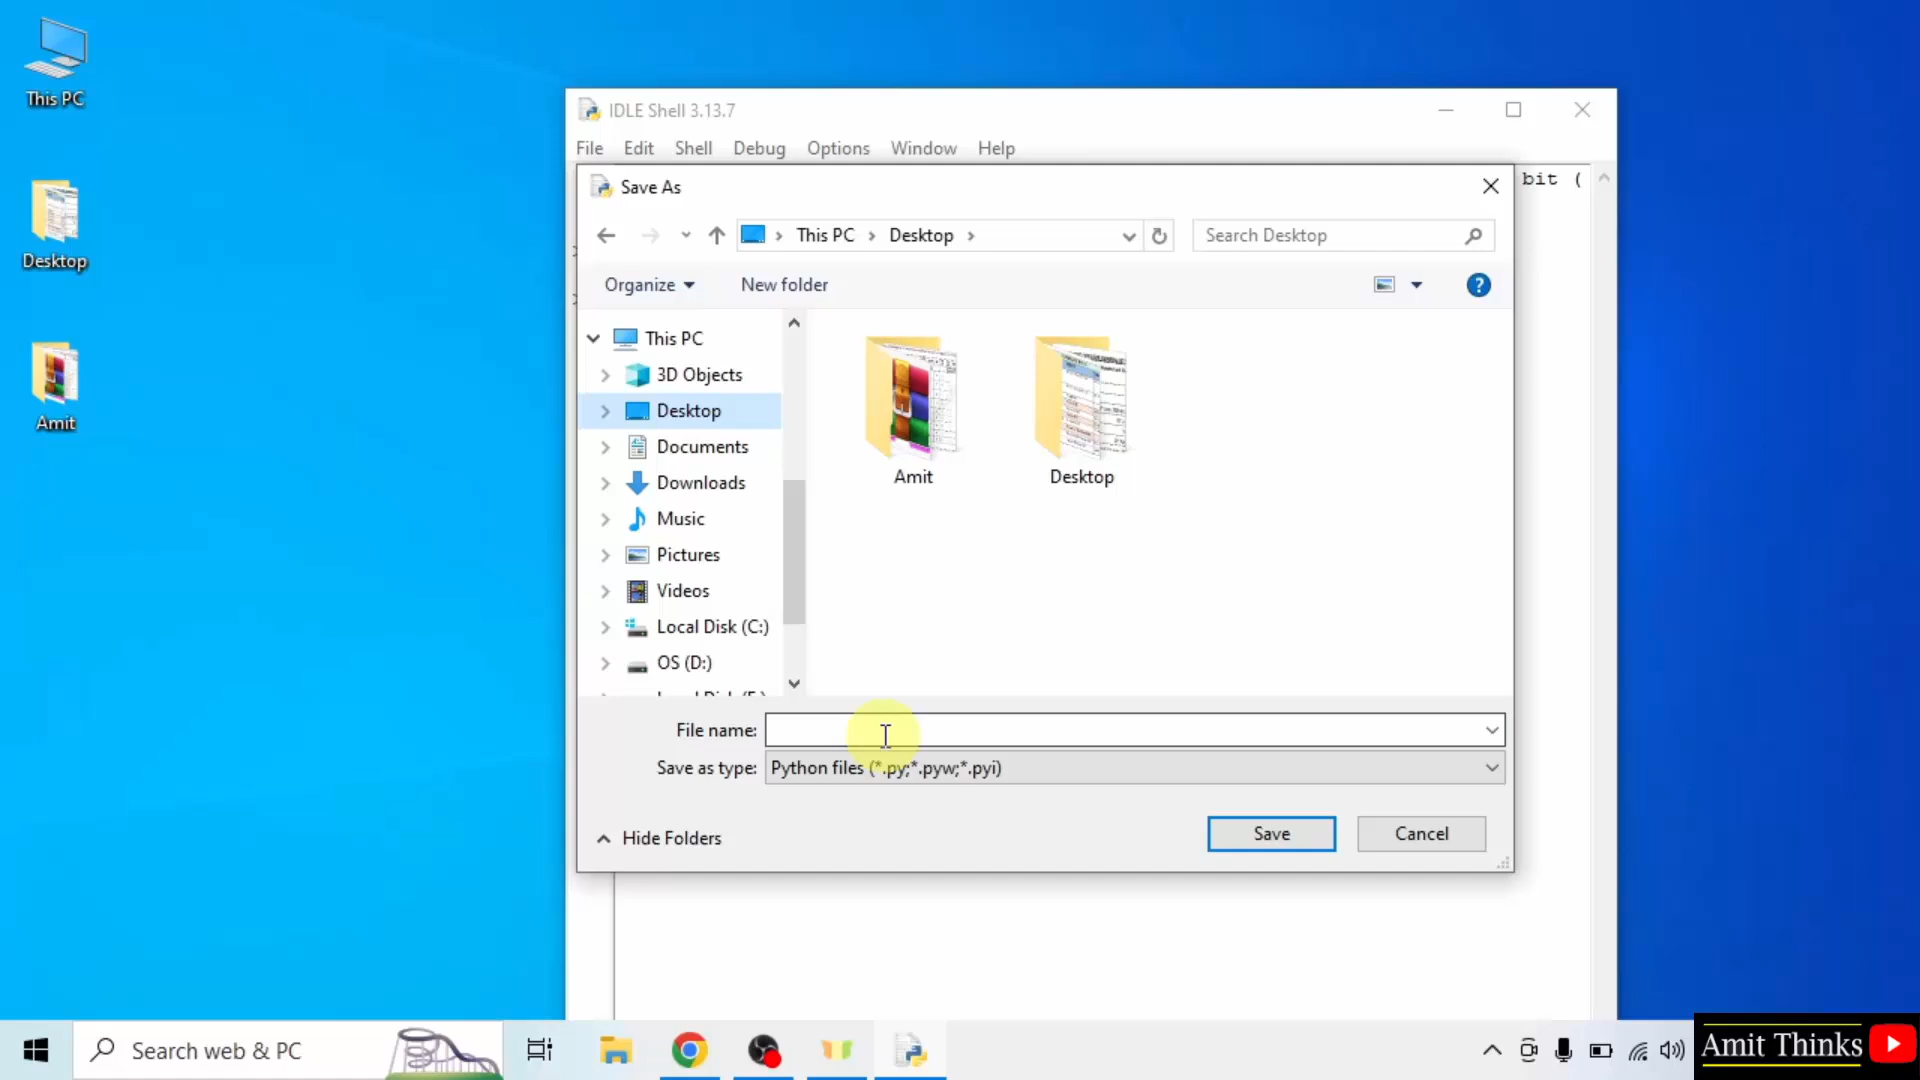 This PC
Desktop
Amit
IDLE Shell 3.13.7
File Edit Shell Debug Options Window Help
bit (
Save As
This PC > Desktop >
Search Desktop
Organize
New folder
This PC
3D Objects
Desktop
Documents
Downloads
Music
Pictures
Videos
Local Disk (C:)
OS (D:)
Amit
Desktop
File name:
Save as type: Python files (*.py;*.pyw;*.pyi)
Hide Folders
Save
Cancel
Search web & PC
Amit Thinks